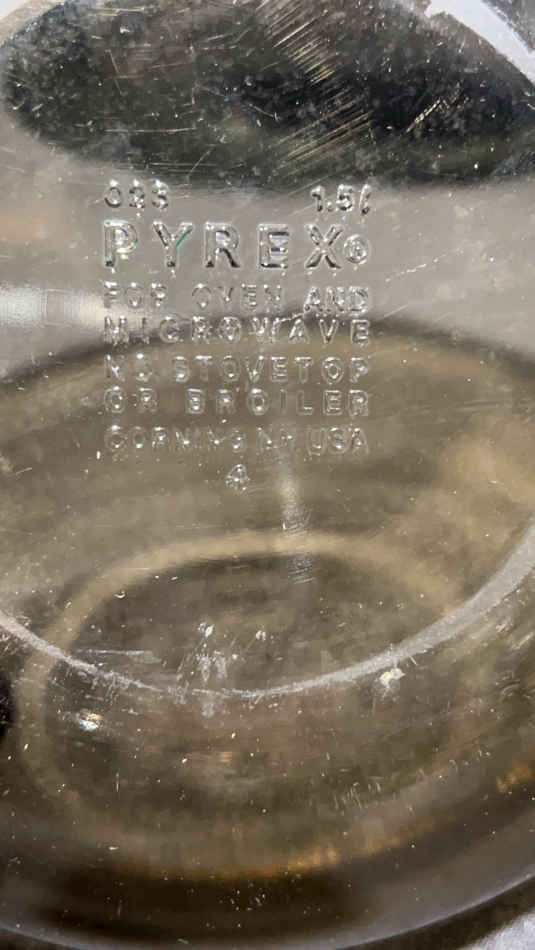 023 1.5ℓ
PYREX®
FOR OVEN AND
MICROWAVE
NO STOVETOP
OR BROILER
CORNING NY USA
4